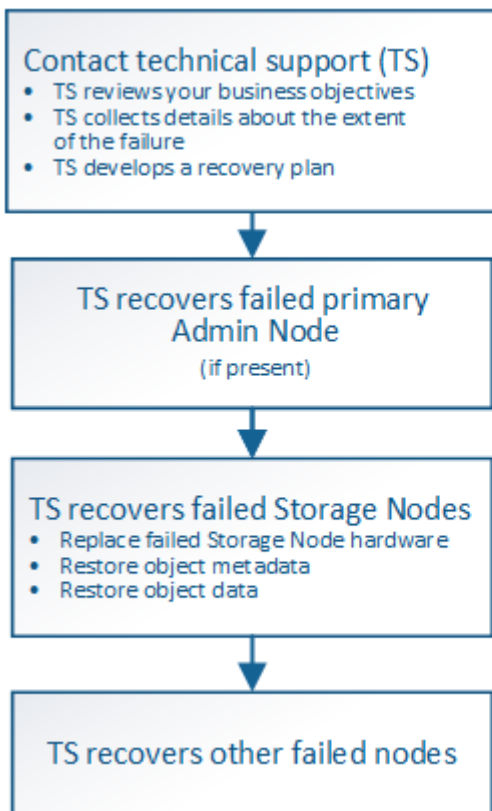 Contact technical support (TS)
• TS reviews your business objectives
• TS collects details about the extent
of the failure
• TS develops a recovery plan
TS recovers failed primary
Admin Node
(if present)
TS recovers failed Storage Nodes
• Replace failed Storage Node hardware
• Restore object metadata
• Restore object data
TS recovers other failed nodes